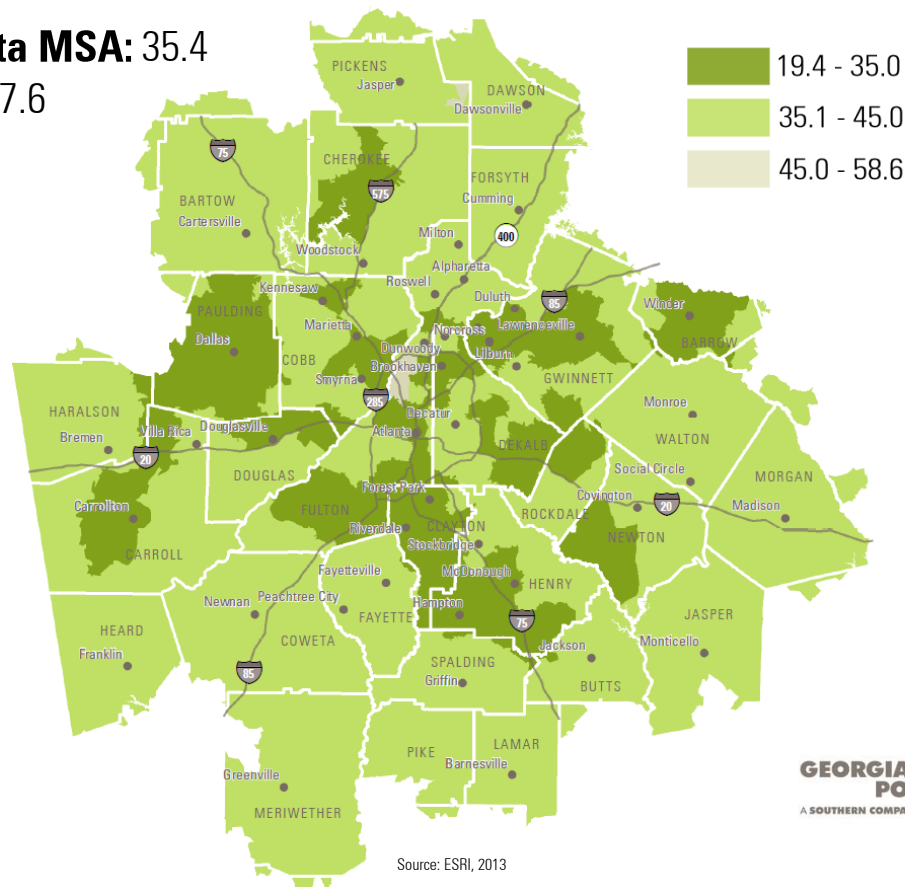 ta MSA: 35.4
7.6
19.4 - 35.0
35.1 - 45.0
45.0 - 58.6
PICKENS
Jasper
DAWSON
Dawsonville
75
CHEROKEE
575
FORSYTH
Cumming
BARTOW
Cartersville
Milton
400
Woodstock
Alpharetta
Roswell
Kennesaw
Duluth
85
Winder
PAULDING
Marietta
Norcross
Lawrenceville
Dallas
Dunwoody
BARROW
COBB
Brookhaven
Lilburn
Smyrna
GWINNETT
285
HARALSON
Decatur
Monroe
Bremen
Villa Rica
Douglasville
Atlanta
DEKALB
WALTON
20
Social Circle
DOUGLAS
MORGAN
Forest Park
Covington
20
Madison
Carrollton
FULTON
ROCKDALE
Riverdale
CLAYTON
NEWTON
Stockbridge
CARROLL
Fayetteville
McDonough
HENRY
Newnan
Peachtree City
Hampton
FAYETTE
75
JASPER
HEARD
COWETA
Jackson
Monticello
Franklin
SPALDING
85
Griffin
BUTTS
PIKE
LAMAR
Barnesville
Greenville
MERIWETHER
GEORGIA
PO
A SOUTHERN COMPA
Source: ESRI, 2013